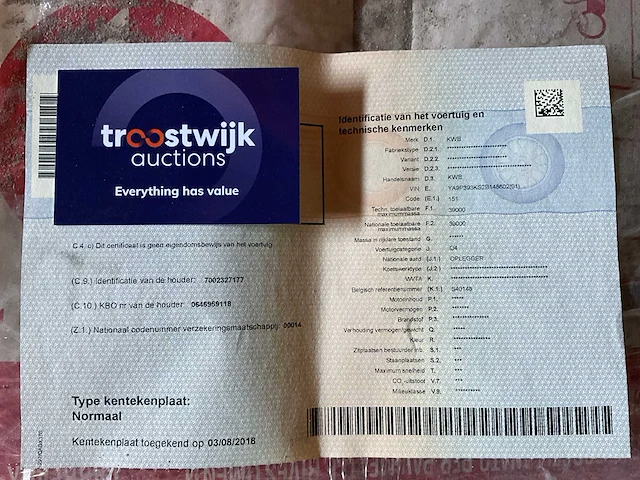 troostwijk
auctions
Everything has value
C.4. c) Dit certificaat is geen eigendomsbewijs van het voertuig
(C.9.) Identificatie van de houder: 7002327177
(C.10.) KBO nr van de houder: 0646959118
(Z.1.) Nationaal codenummer verzekeringsmaatschappij: 00014
Type kentekenplaat:
Normaal
Kentekenplaat toegekend op 03/08/2018
Identificatie van het voertuig en
technische kenmerken
Merk D.1. KWB
Fabriekstype D.2.1. ****************
Variant D.2.2. ***********************
Versie D.2.3. **********************
Handelsnaam D.3. KWB
VIN E.
Code (E.1.) 151
Techn. toelaatbare
maximummassa F.1. 39000
Nationale toelaatbare
maximummassa F.2. 39000
Massa in rijklare toestand G. *****
Voertuigcategorie J. O4
Nationale aard (J.1.) OPLEGGER
Koetswerktype (J.2.) **************************
VVVTA K. **************************
Belgisch referentienummer (K.1.) S40148
Motorinhoud P.1. ****
Motorvermogen P.2. *****
Brandstof P.3. **********
Verhouding vermogen/gewicht Q. ****
Kleur R. **********
Zitplaatsen bestuurder inb. S.1. ***
Staanplaatsen S.2. ***
Maximum snelheid T. ***
CO₂-uitstoot V.7. ***
Milieuklasse V.9. *********